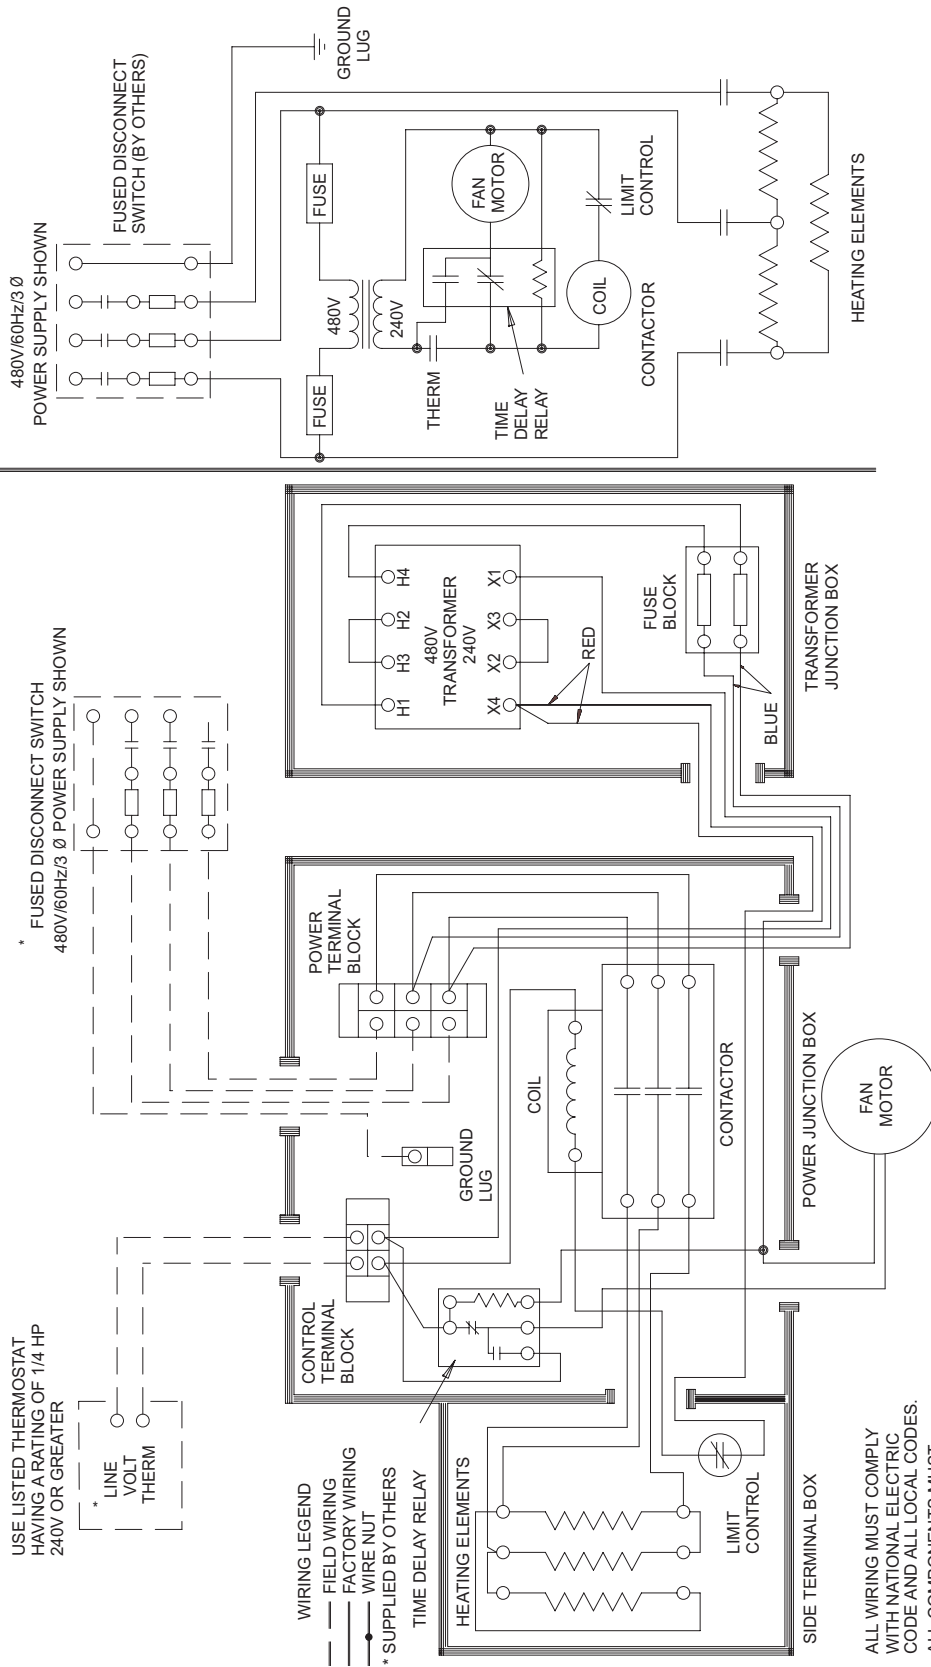 USE LISTED THERMOSTAT
HAVING A RATING OF 1/4 HP
240V OR GREATER
*
LINE
VOLT
THERM
*
FUSED DISCONNECT SWITCH
480V/60Hz/3 Ø POWER SUPPLY SHOWN
WIRING LEGEND
FIELD WIRING
FACTORY WIRING
WIRE NUT
* SUPPLIED BY OTHERS
TIME DELAY RELAY
HEATING ELEMENTS
CONTROL
TERMINAL
BLOCK
GROUND
LUG
POWER
TERMINAL
BLOCK
COIL
CONTACTOR
LIMIT
CONTROL
SIDE TERMINAL BOX
POWER JUNCTION BOX
FAN
MOTOR
H1
H3
H2
H4
480V
TRANSFORMER
240V
X4
X2
X3
X1
RED
BLUE
FUSE
BLOCK
TRANSFORMER
JUNCTION BOX
ALL WIRING MUST COMPLY
WITH NATIONAL ELECTRIC
CODE AND ALL LOCAL CODES.
ALL COMPONENTS MUST
480V/60Hz/3 Ø
POWER SUPPLY SHOWN
FUSED DISCONNECT
SWITCH (BY OTHERS)
GROUND
LUG
FUSE
FUSE
480V
240V
THERM
TIME
DELAY
RELAY
FAN
MOTOR
COIL
CONTACTOR
LIMIT
CONTROL
HEATING ELEMENTS